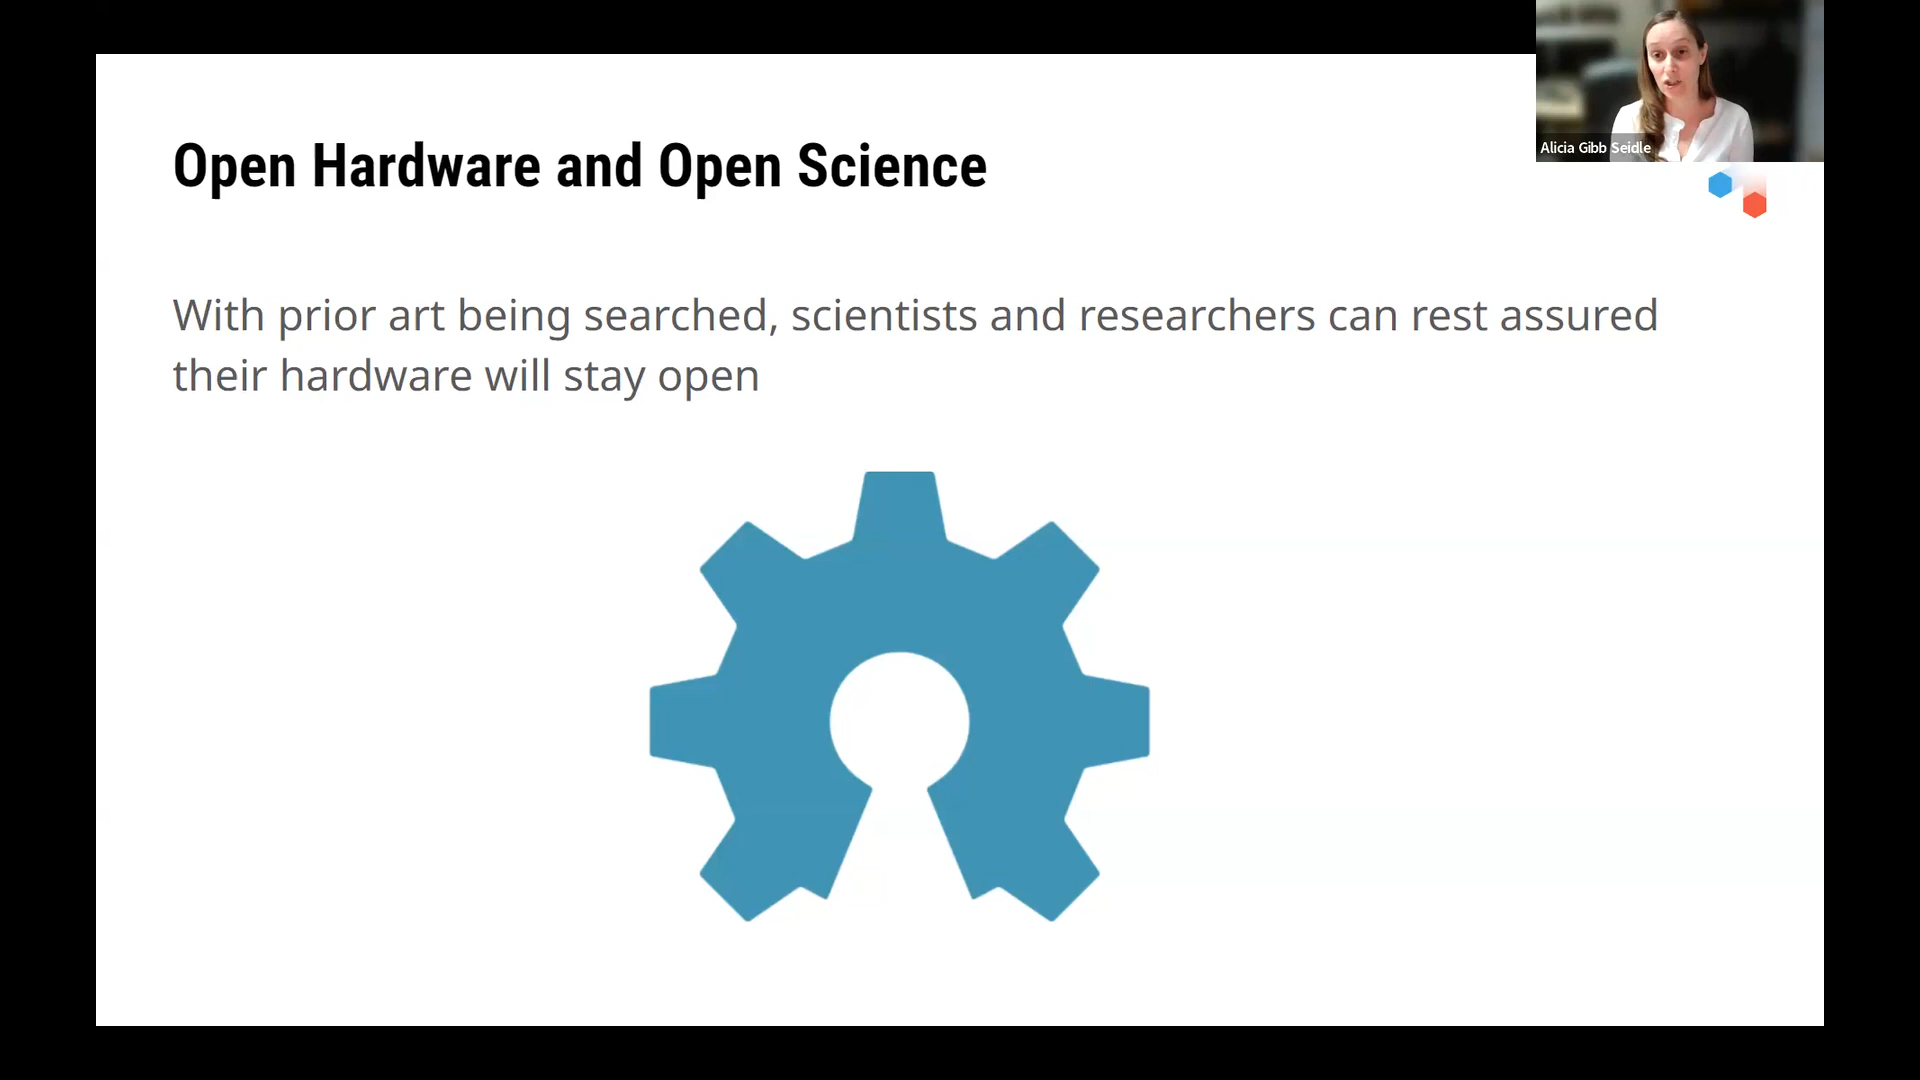 Alicia Gibb Seidle
Open Hardware and Open Science
With prior art being searched, scientists and researchers can rest assured
their hardware will stay open